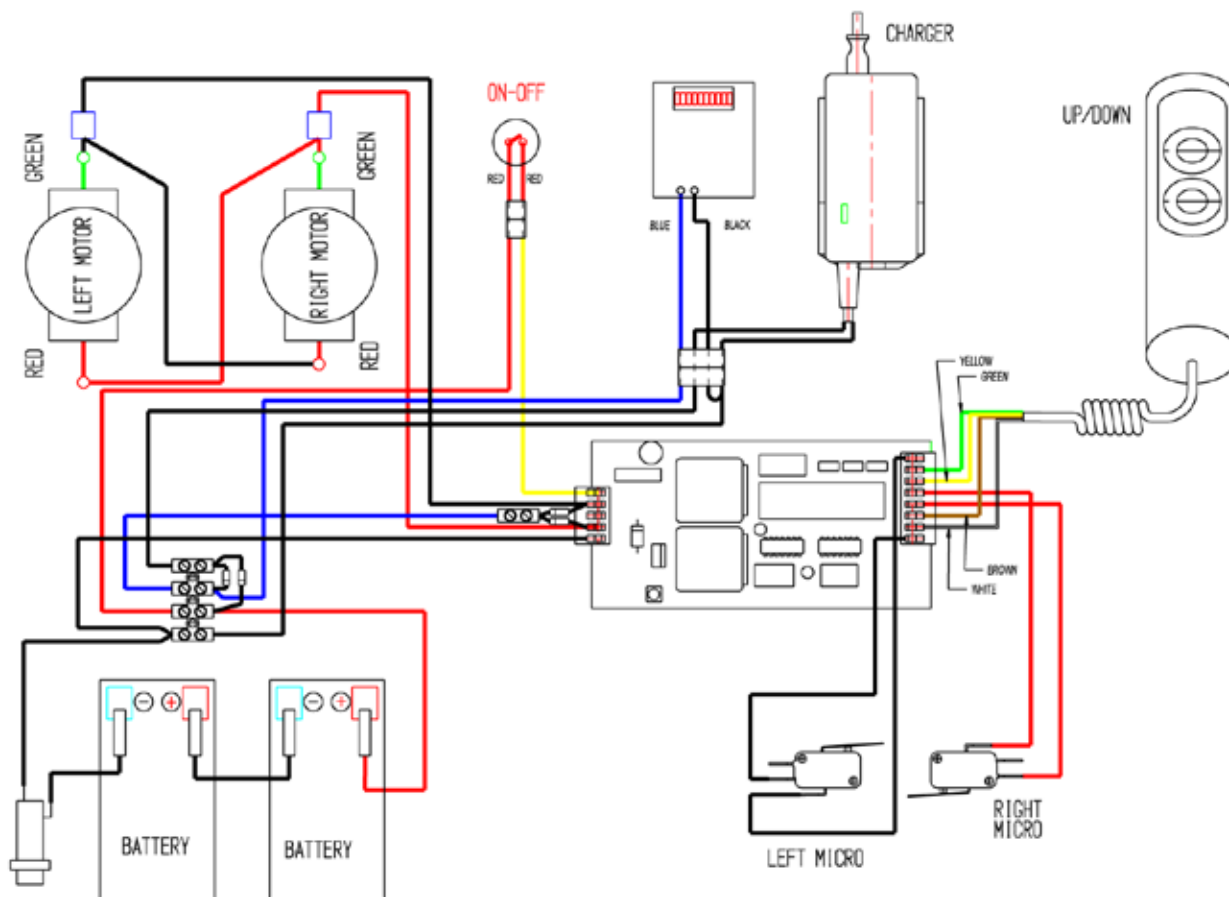 CHARGER
ON-OFF
UP/DOWN
GREEN
GREEN
RED
RED
LEFT MOTOR
RIGHT MOTOR
BLUE
BLACK
RED
RED
YELLOW
GREEN
BROWN
WHITE
BATTERY
BATTERY
LEFT MICRO
RIGHT
MICRO